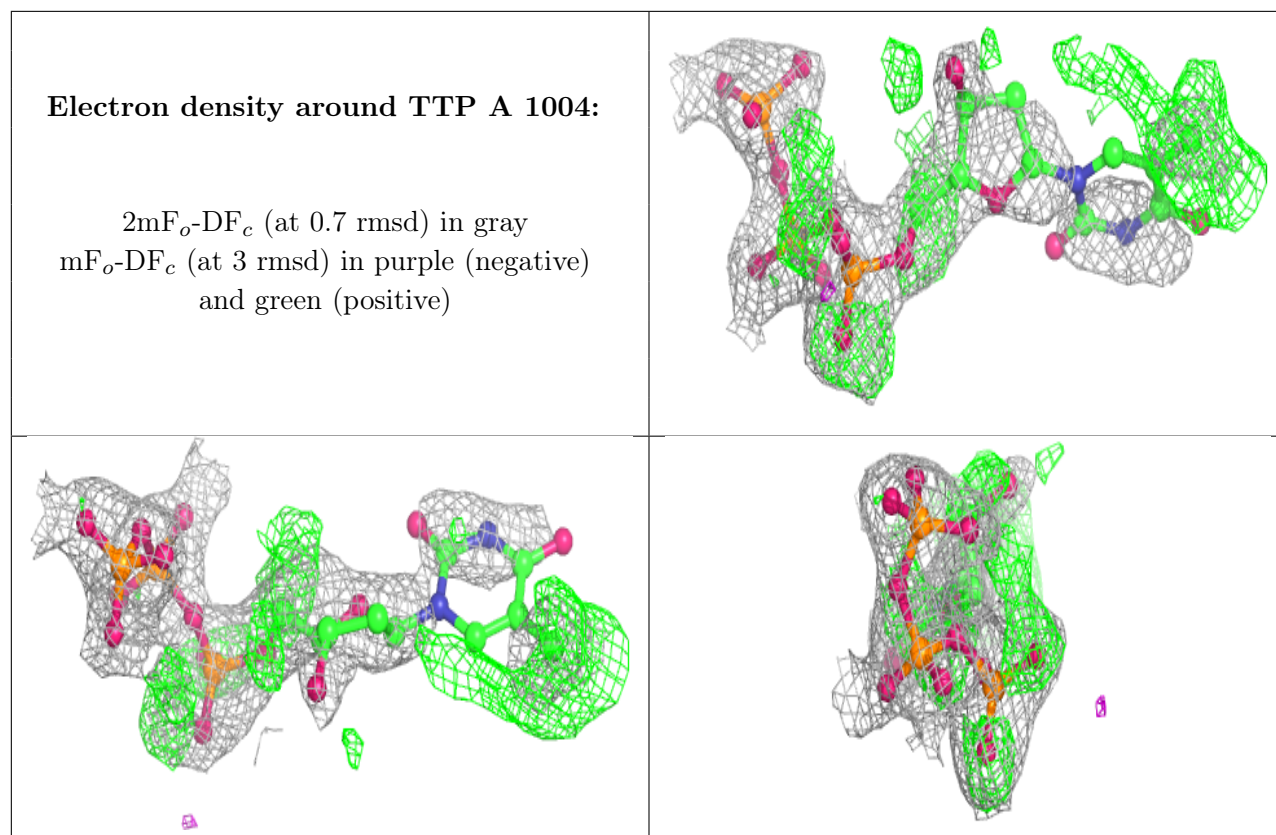 Electron density around TTP A 1004:
2mFo-DFc (at 0.7 rmsd) in gray
mFo-DFc (at 3 rmsd) in purple (negative)
and green (positive)